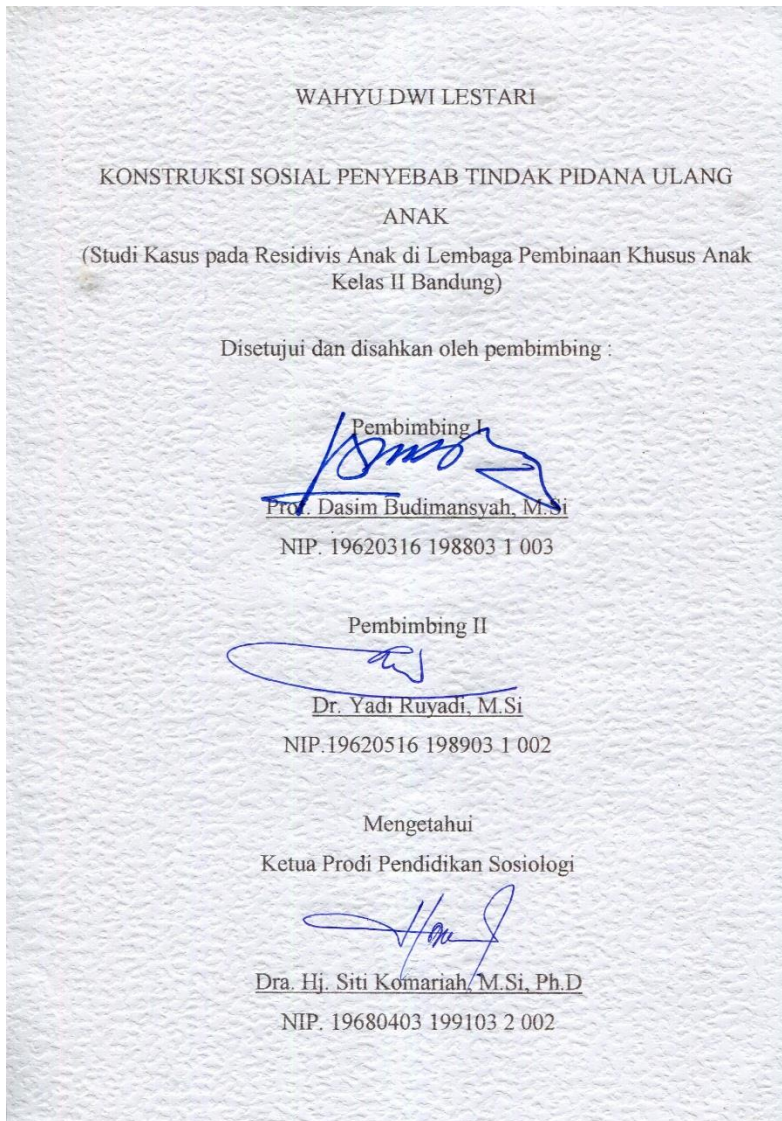 WAHYU DWI LESTARI
KONSTRUKSI SOSIAL PENYEBAB TINDAK PIDANA ULANG
ANAK
(Studi Kasus pada Residivis Anak di Lembaga Pembinaan Khusus Anak
Kelas II Bandung)
Disetujui dan disahkan oleh pembimbing :
Pembimbing I
Prof. Dasim Budimansyah, M.Si
NIP. 19620316 198803 1 003
Pembimbing II
Dr. Yadi Ruyadi, M.Si
NIP.19620516 198903 1 002
Mengetahui
Ketua Prodi Pendidikan Sosiologi
Dra. Hj. Siti Komariah, M.Si, Ph.D
NIP. 19680403 199103 2 002